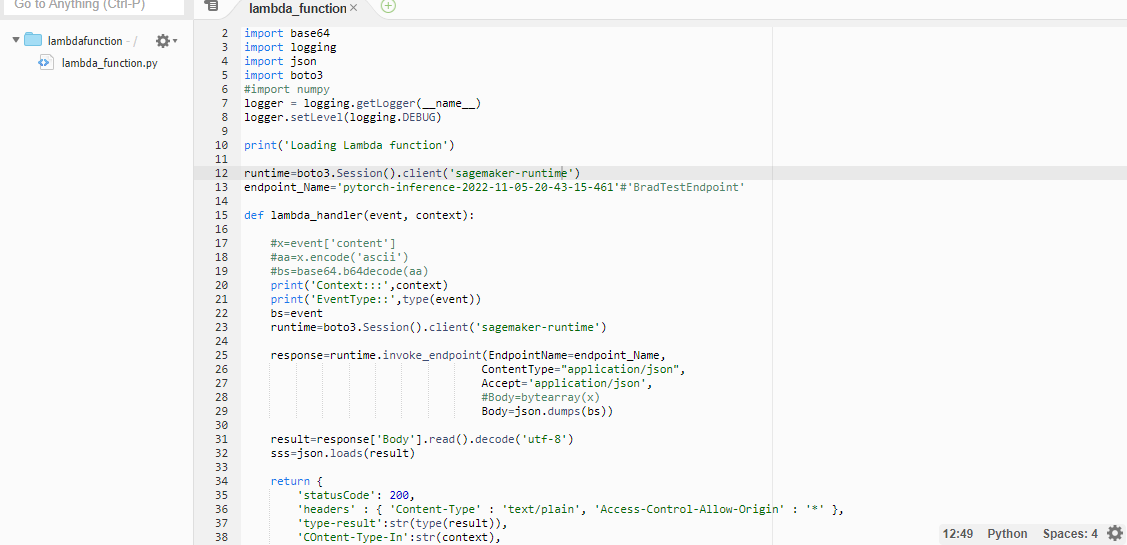 Go to Anything (Ctrl-P)
lambda_function ×
lambdafunction - /
lambda_function.py
2 import base64
3 import logging
4 import json
5 import boto3
6 #import numpy
7 logger = logging.getLogger(__name__)
8 logger.setLevel(logging.DEBUG)
9
10 print('Loading Lambda function')
11
12 runtime=boto3.Session().client('sagemaker-runtime')
13 endpoint_Name='pytorch-inference-2022-11-05-20-43-15-461'#'BradTestEndpoint'
14
15 def lambda_handler(event, context):
16
17     #x=event['content']
18     #aa=x.encode('ascii')
19     #bs=base64.b64decode(aa)
20     print('Context:::',context)
21     print('EventType::',type(event))
22     bs=event
23     runtime=boto3.Session().client('sagemaker-runtime')
24
25     response=runtime.invoke_endpoint(EndpointName=endpoint_Name,
26                                     ContentType="application/json",
27                                     Accept='application/json',
28                                     #Body=bytearray(x)
29                                     Body=json.dumps(bs))
30
31     result=response['Body'].read().decode('utf-8')
32     sss=json.loads(result)
33
34     return {
35         'statusCode': 200,
36         'headers' : { 'Content-Type' : 'text/plain', 'Access-Control-Allow-Origin' : '*' },
37         'type-result':str(type(result)),
38         'COntent-Type-In':str(context),
12:49 Python Spaces: 4